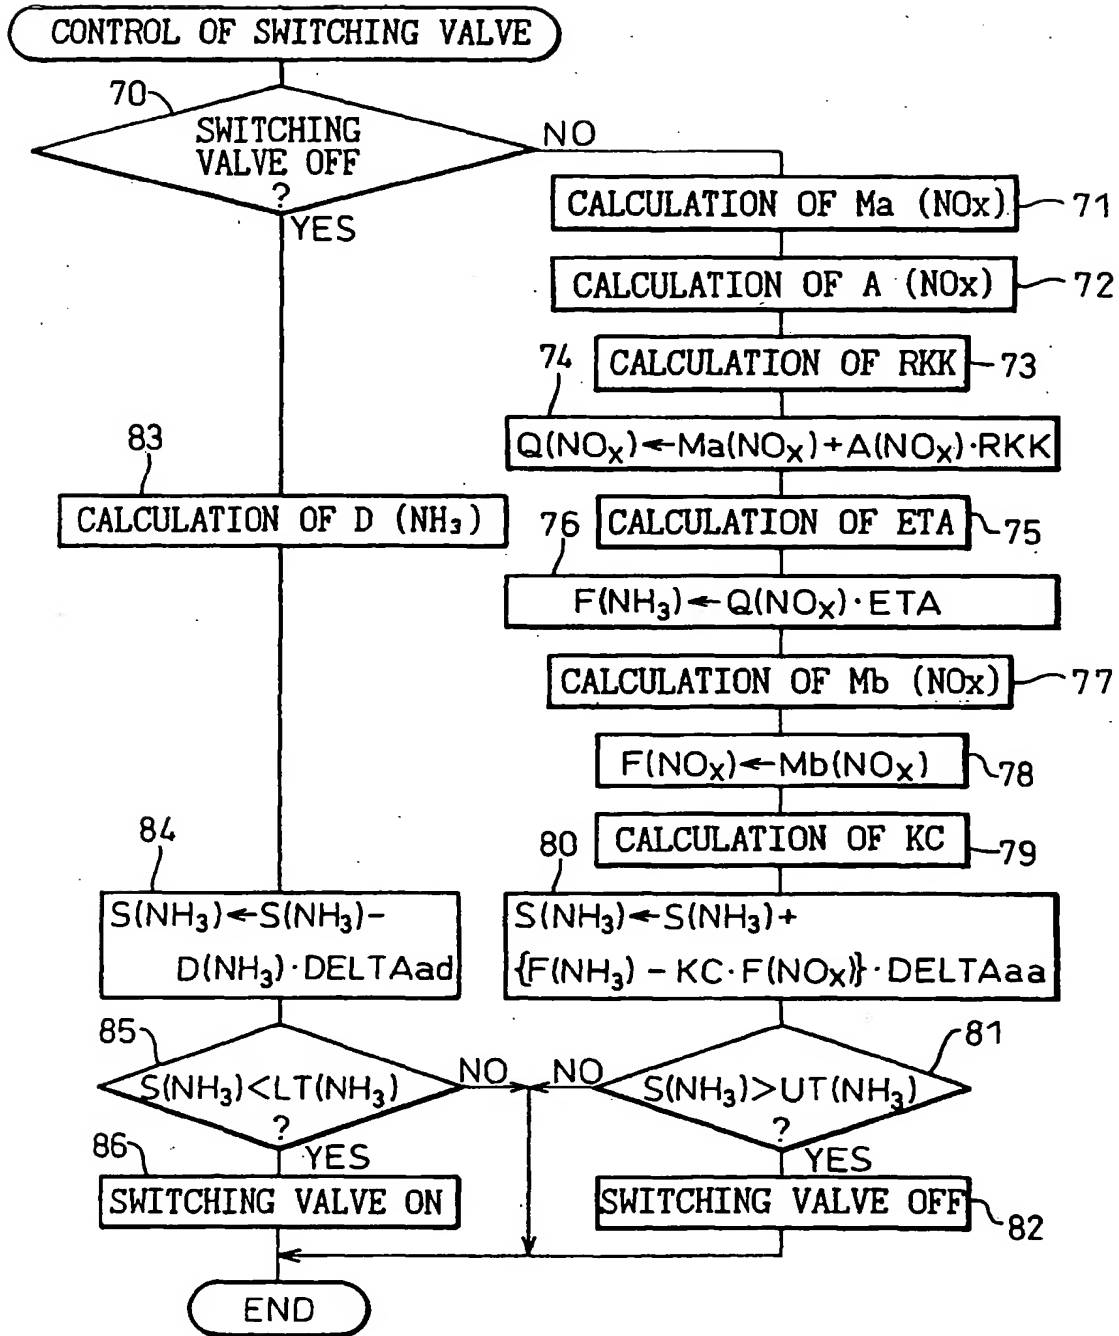 CONTROL OF SWITCHING VALVE
70
SWITCHING
VALVE OFF
?
NO
YES
CALCULATION OF Ma (NOx)
71
CALCULATION OF A (NOx)
72
CALCULATION OF RKK
73
74
Q(NOx)←Ma(NOx)+A(NOx)·RKK
83
CALCULATION OF D (NH3)
CALCULATION OF ETA
75
76
F(NH3)←Q(NOx)·ETA
CALCULATION OF Mb (NOx)
77
F(NOx)←Mb(NOx)
78
CALCULATION OF KC
79
84
S(NH3)←S(NH3)−
D(NH3)·DELTAad
80
S(NH3)←S(NH3)+
{F(NH3)−KC·F(NOx)}·DELTAaa
85
S(NH3)<LT(NH3)
?
NO
YES
NO
81
S(NH3)>UT(NH3)
?
YES
86
SWITCHING VALVE ON
SWITCHING VALVE OFF
82
END